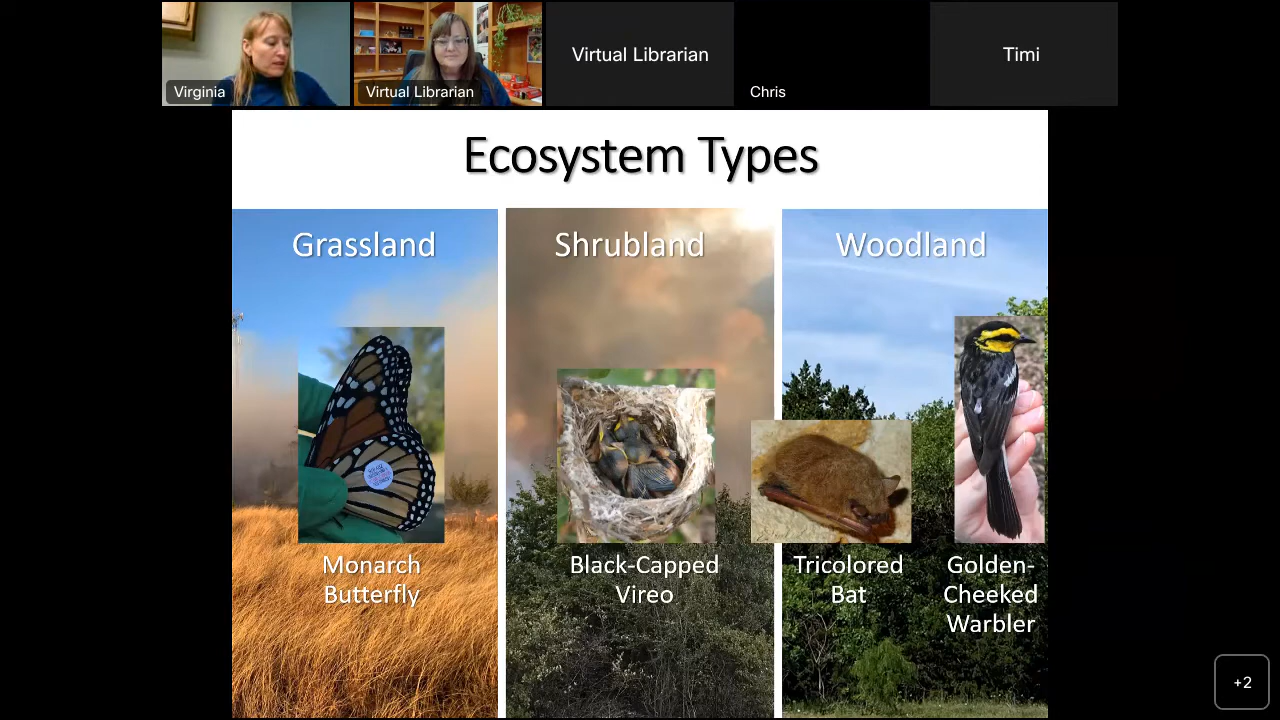 Virginia
Virtual Librarian
Virtual Librarian
Chris
Timi
Ecosystem Types
Grassland
Shrubland
Woodland
Monarch
Butterfly
Black-Capped
Vireo
Tricolored
Bat
Golden-
Cheeked
Warbler
+2